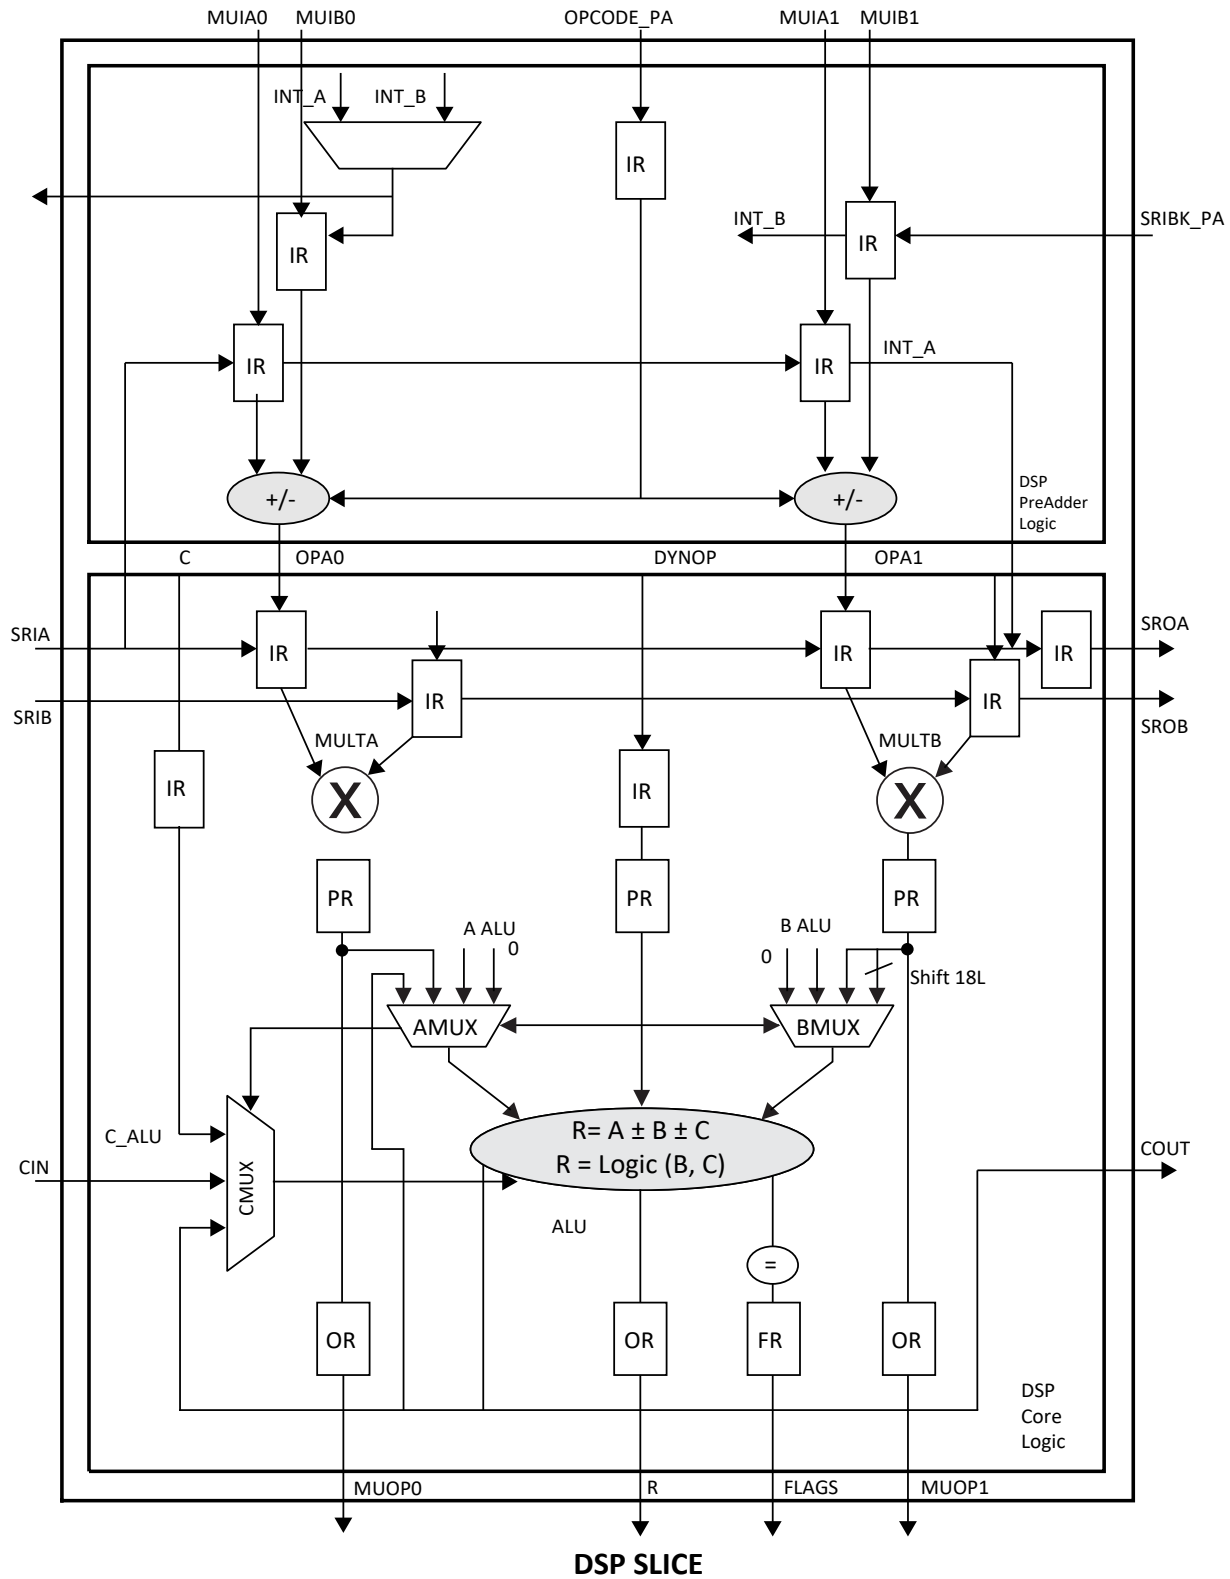 MUIA0 MUIB0 OPCODE_PA MUIA1 MUIB1
INT_A INT_B
IR
IR INT_B IR SRIBK_PA
IR
IR IR INT_A
+/- +/-
DSP
PreAdder
Logic
C OPA0 DYNOP OPA1
SRIA IR IR IR SROA
SRIB IR IR SROB
MULTA MULTB
IR X IR X
PR PR PR
A ALU B ALU
0 0
Shift 18L
AMUX BMUX
R= A ± B ± C
R = Logic (B, C)
C_ALU
CIN CMUX COUT
ALU
=
OR OR FR OR
DSP
Core
Logic
MUOP0 R FLAGS MUOP1
DSP SLICE